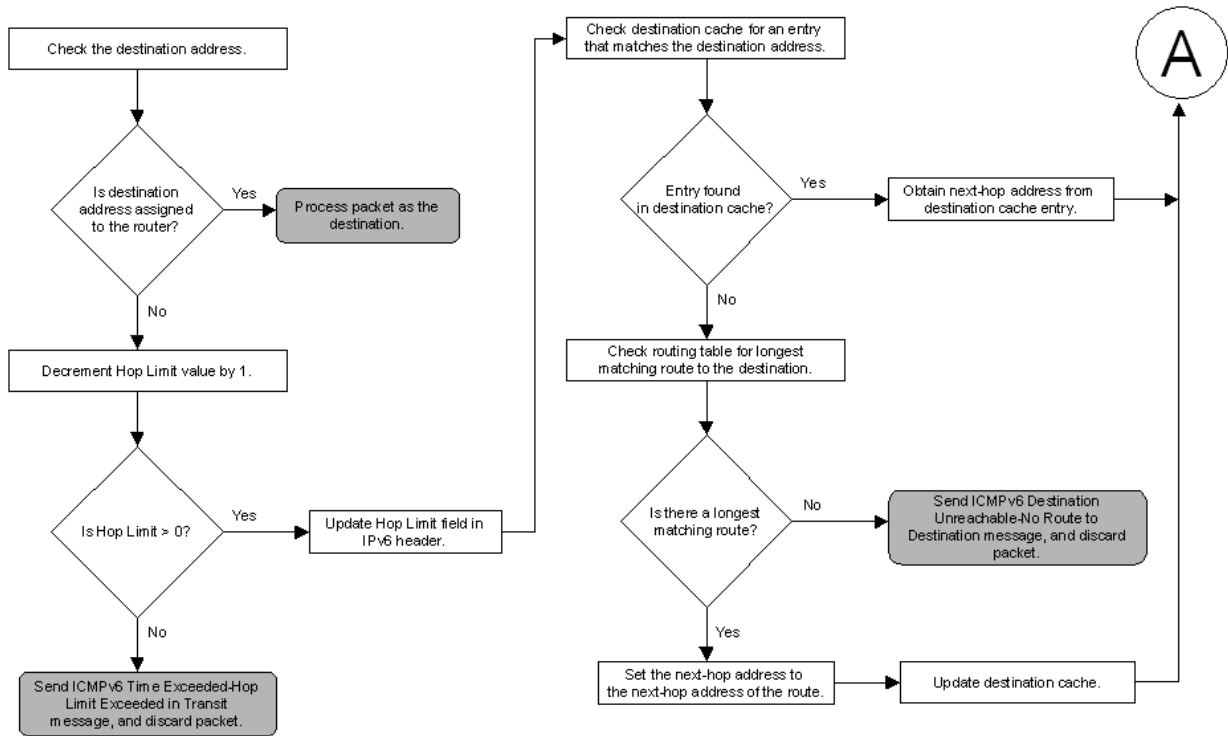 Check the destination address.
Is destination
address assigned
to the router?
Yes
Process packet as the
destination.
No
Decrement Hop Limit value by 1.
Is Hop Limit > 0?
Yes
Update Hop Limit field in
IPv6 header.
No
Send ICMPv6 Time Exceeded-Hop
Limit Exceeded in Transit
message, and discard packet.
Check destination cache for an entry
that matches the destination address.
Entry found
in destination cache?
Yes
Obtain next-hop address from
destination cache entry.
No
Check routing table for longest
matching route to the destination.
Is there a longest
matching route?
No
Send ICMPv6 Destination
Unreachable-No Route to
Destination message, and discard
packet.
Yes
Set the next-hop address to
the next-hop address of the route.
Update destination cache.
A